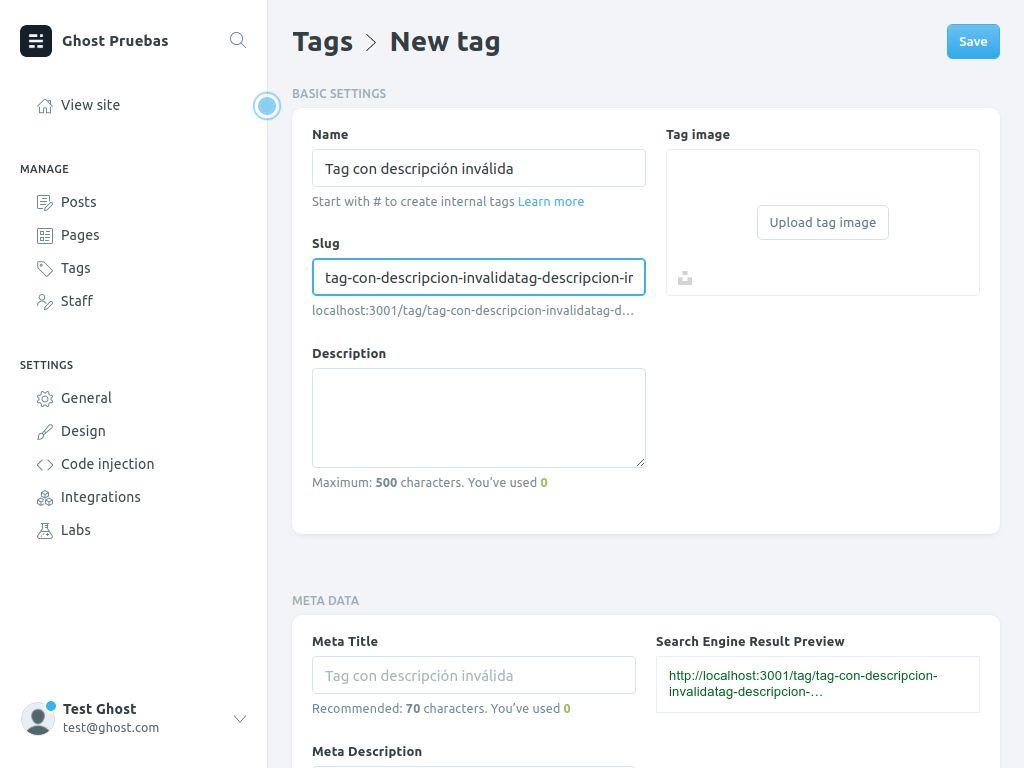 Ghost Pruebas
View site
MANAGE
Posts
Pages
Tags
Staff
SETTINGS
General
Design
Code injection
Integrations
Labs
Test Ghost
test@ghost.com
Tags > New tag
Save
BASIC SETTINGS
Name
Tag con descripción inválida
Start with # to create internal tags Learn more
Slug
tag-con-descripcion-invalidatag-descripcion-ir
localhost:3001/tag/tag-con-descripcion-invalidatag-d…
Description
Maximum: 500 characters. You’ve used 0
Tag image
Upload tag image
META DATA
Meta Title
Tag con descripción inválida
Recommended: 70 characters. You’ve used 0
Meta Description
Search Engine Result Preview
http://localhost:3001/tag/tag-con-descripcion-
invalidatag-descripcion-…